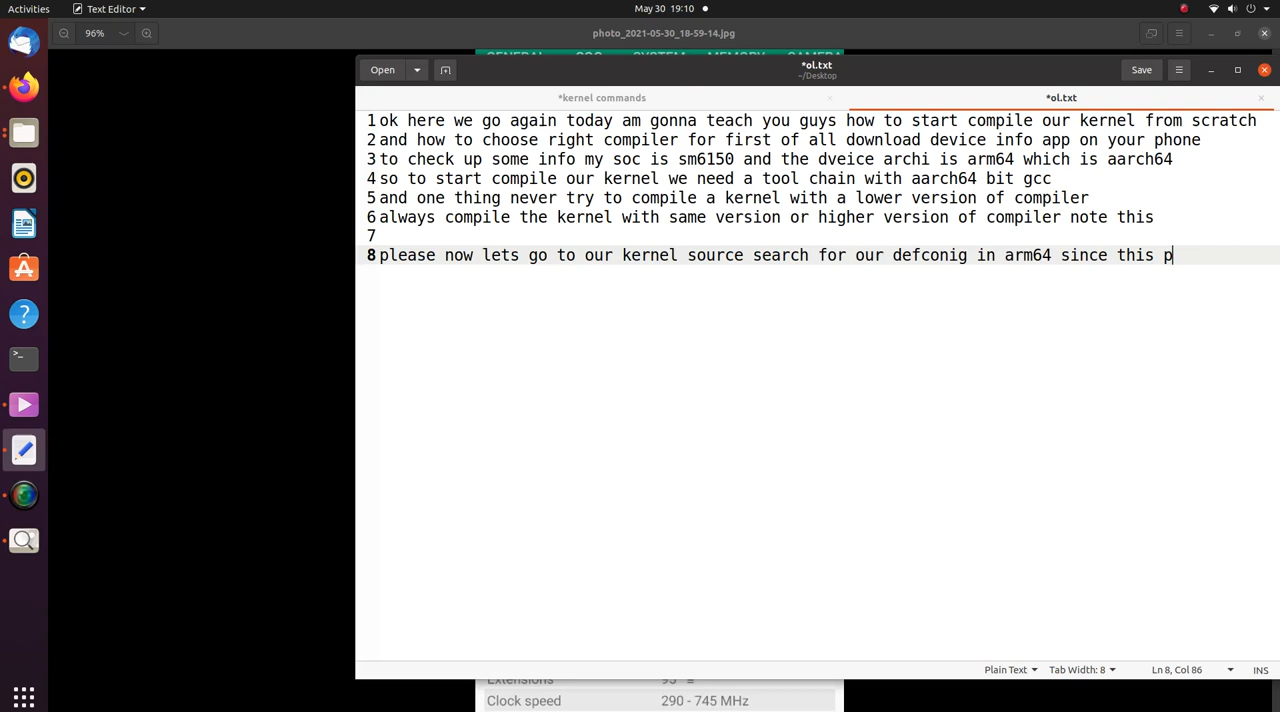 Activities
Text Editor
May 30 19:10
96%
photo_2021-05-30_18-59-14.jpg
Open
*ol.txt
~/Desktop
Save
*kernel commands
*ol.txt
1 ok here we go again today am gonna teach you guys how to start compile our kernel from scratch
2 and how to choose right compiler for first of all download device info app on your phone
3 to check up some info my soc is sm6150 and the dveice archi is arm64 which is aarch64
4 so to start compile our kernel we need a tool chain with aarch64 bit gcc
5 and one thing never try to compile a kernel with a lower version of compiler
6 always compile the kernel with same version or higher version of compiler note this
7
8 please now lets go to our kernel source search for our defconig in arm64 since this p
Plain Text
Tab Width: 8
Ln 8, Col 86
INS
Clock speed 290 - 745 MHz